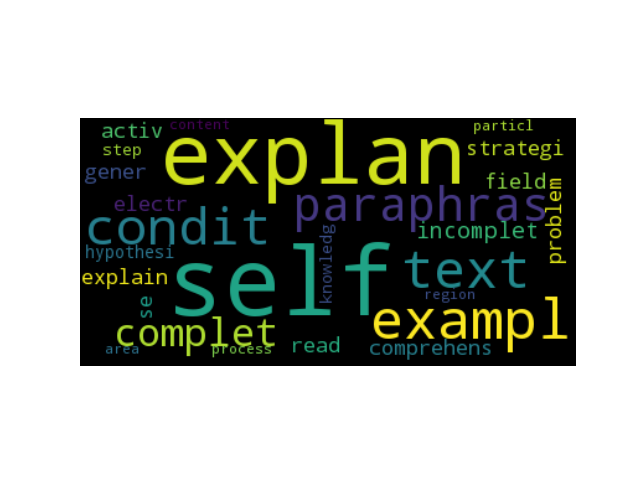 content
particl
activ
explan
step
strategi
gener
field
electr
paraphras
problem
condit
incomplet
hypothesi
self
knowledg
text
explain
region
se
exampl
complet
read
comprehens
area
process